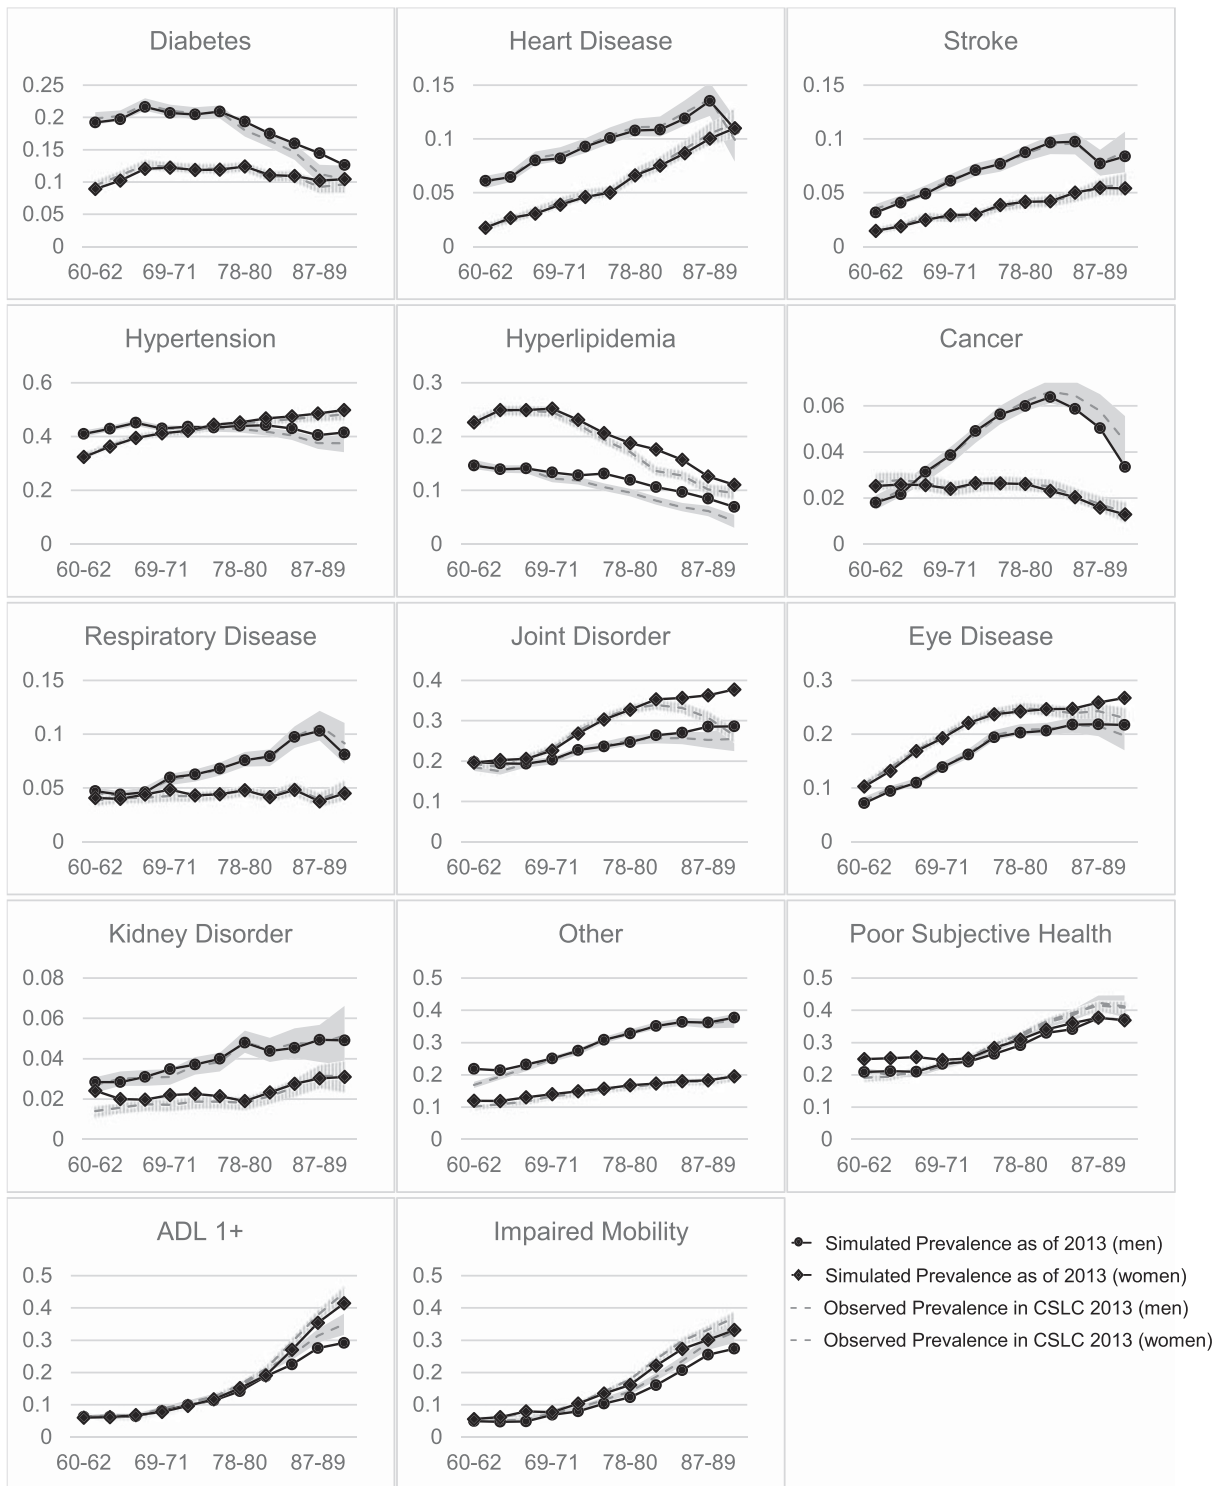 Diabetes
0.25
0.2
0.15
0.1
0.05
0
60-62 69-71 78-80 87-89
Heart Disease
0.15
0.1
0.05
0
60-62 69-71 78-80 87-89
Stroke
0.15
0.1
0.05
0
60-62 69-71 78-80 87-89
Hypertension
0.6
0.4
0.2
0
60-62 69-71 78-80 87-89
Hyperlipidemia
0.3
0.2
0.1
0
60-62 69-71 78-80 87-89
Cancer
0.06
0.04
0.02
0
60-62 69-71 78-80 87-89
Respiratory Disease
0.15
0.1
0.05
0
60-62 69-71 78-80 87-89
Joint Disorder
0.4
0.3
0.2
0.1
0
60-62 69-71 78-80 87-89
Eye Disease
0.3
0.2
0.1
0
60-62 69-71 78-80 87-89
Kidney Disorder
0.08
0.06
0.04
0.02
0
60-62 69-71 78-80 87-89
Other
0.5
0.4
0.3
0.2
0.1
0
60-62 69-71 78-80 87-89
Poor Subjective Health
0.5
0.4
0.3
0.2
0.1
0
60-62 69-71 78-80 87-89
ADL 1+
0.5
0.4
0.3
0.2
0.1
0
60-62 69-71 78-80 87-89
Impaired Mobility
0.5
0.4
0.3
0.2
0.1
0
60-62 69-71 78-80 87-89
Simulated Prevalence as of 2013 (men)
Simulated Prevalence as of 2013 (women)
Observed Prevalence in CSLC 2013 (men)
Observed Prevalence in CSLC 2013 (women)